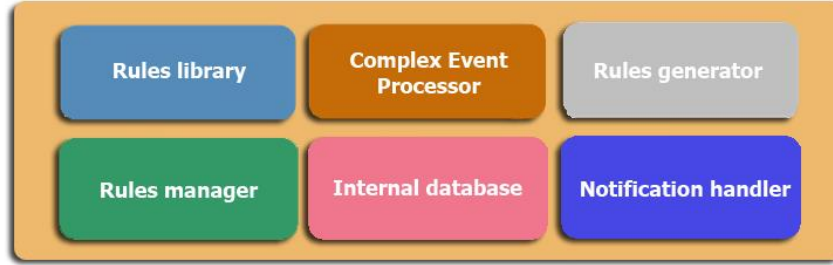 Rules library
Complex Event
Processor
Rules generator
Rules manager
Internal database
Notification handler